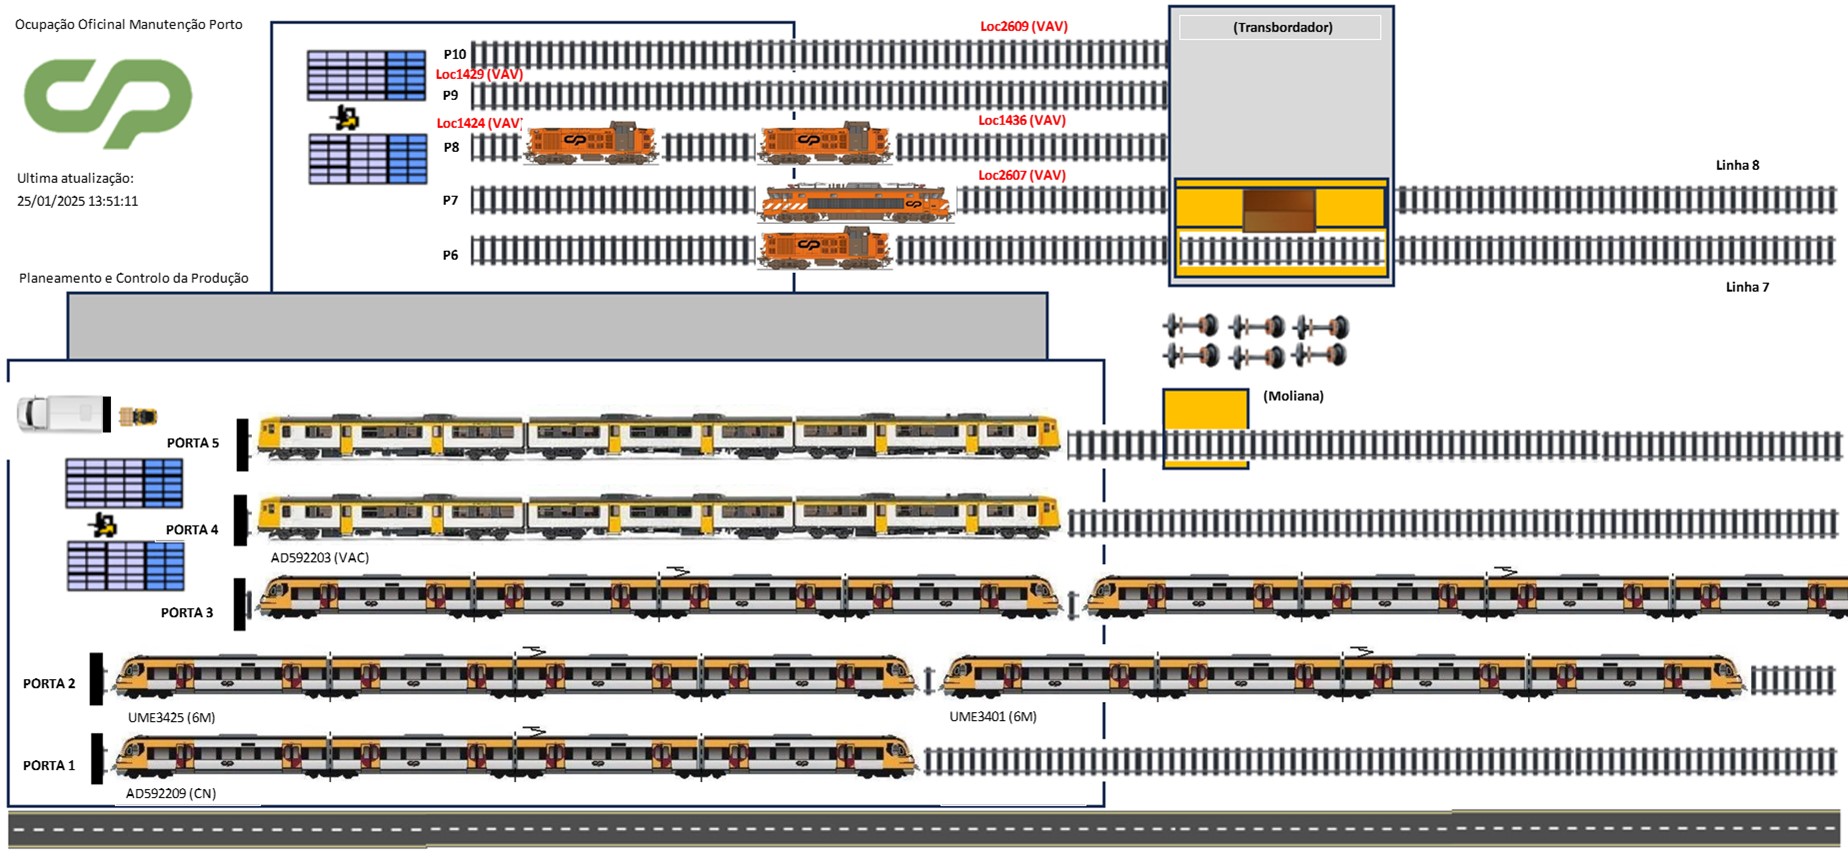 Ocupação Oficinal Manutenção Porto
CP
Ultima atualização:
25/01/2025 13:51:11
Planeamento e Controlo da Produção
Loc2609 (VAV)
(Transbordador)
P10
Loc1429 (VAV)
P9
Loc1424 (VAV)
Loc1436 (VAV)
P8
Loc2607 (VAV)
Linha 8
P7
P6
Linha 7
(Moliana)
PORTA 5
PORTA 4
AD592203 (VAC)
PORTA 3
PORTA 2
UME3425 (6M)
UME3401 (6M)
PORTA 1
AD592209 (CN)